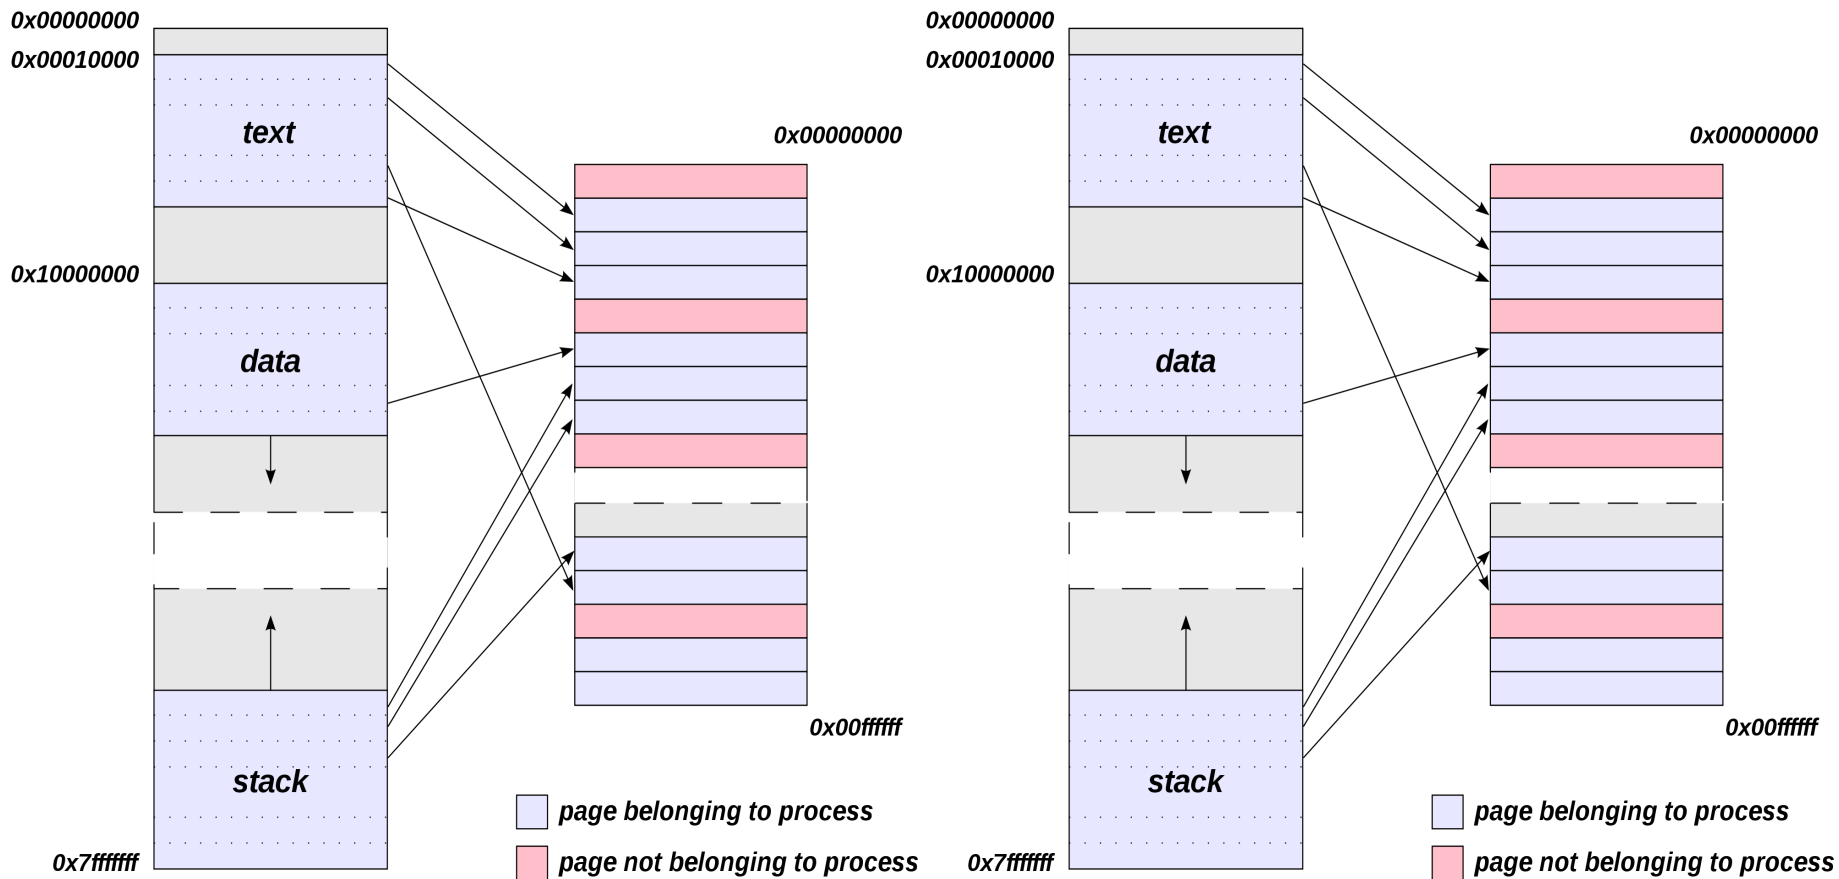 0x00000000
0x00010000
text
0x00000000
0x10000000
data
0x00ffffff
stack
page belonging to process
0x7fffffff
page not belonging to process
0x00000000
0x00010000
text
0x00000000
0x10000000
data
0x00ffffff
stack
page belonging to process
0x7fffffff
page not belonging to process